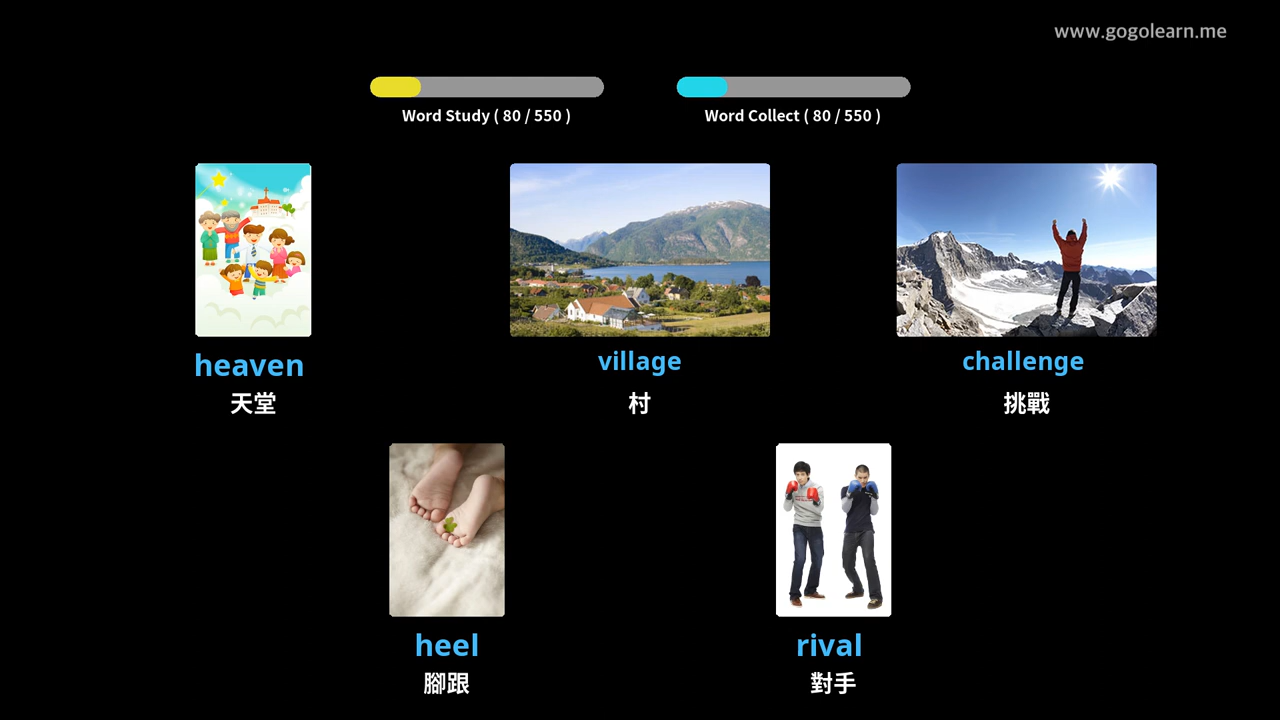 www.gogolearn.me
Word Study ( 80 / 550 )
Word Collect ( 80 / 550 )
heaven
天堂
village
村
challenge
挑戰
heel
腳跟
rival
對手